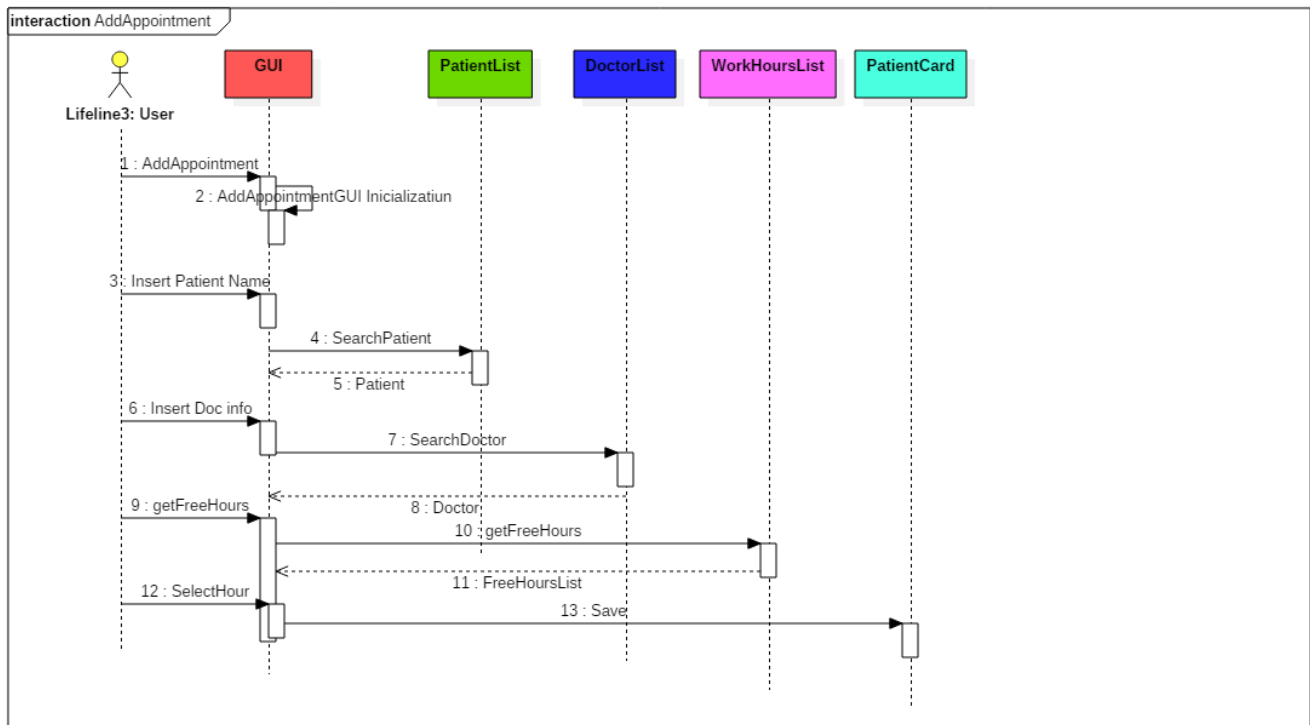 interaction AddAppointment
GUI
PatientList
DoctorList
WorkHoursList
PatientCard
Lifeline3: User
1 : AddAppointment
2 : AddAppointmentGUI Inicializatiun
3 : Insert Patient Name
4 : SearchPatient
5 : Patient
6 : Insert Doc info
7 : SearchDoctor
8 : Doctor
9 : getFreeHours
10 : getFreeHours
11 : FreeHoursList
12 : SelectHour
13 : Save